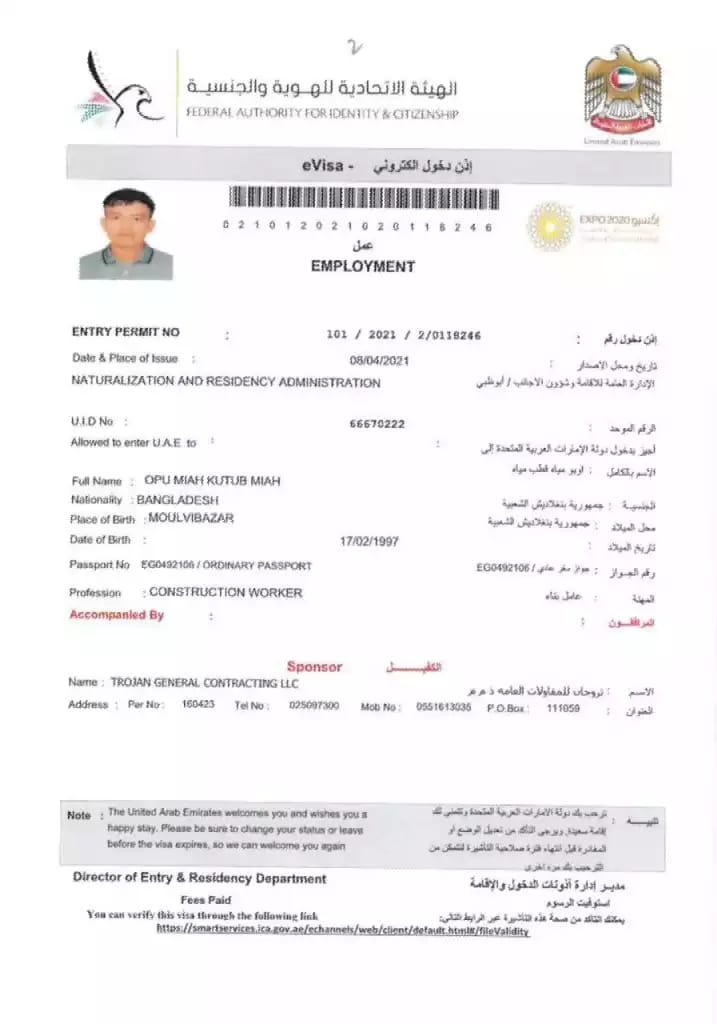 2
الهيئة الاتحادية للهوية والجنسية
FEDERAL AUTHORITY FOR IDENTITY & CITIZENSHIP
United Arab Emirates
eVisa - إذن دخول الكتروني
0 2 1 0 1 2 0 2 1 0 2 0 1 1 8 2 4 6
EXPO 2020 إكسبو
عمل
EMPLOYMENT
ENTRY PERMIT NO : 101 / 2021 / 2/0118246 : إذن دخول رقم
Date & Place of Issue : 08/04/2021 : تاريخ ومحل الاصدار
NATURALIZATION AND RESIDENCY ADMINISTRATION الإدارة العامة للاقامة وشؤون الاجانب / أبوظبي
U.I.D No : 66670222 : الرقم الموحد
Allowed to enter U.A.E to : : أجيز بدخول دولة الإمارات العربية المتحدة إلى
Full Name : OPU MIAH KUTUB MIAH الأسم بالكامل : اوبو مياه قطب مياه
Nationality : BANGLADESH الجنسية : جمهورية بنغلاديش الشعبية
Place of Birth : MOULVIBAZAR محل الميلاد : جمهورية بنغلاديش الشعبية
Date of Birth : 17/02/1997 : تاريخ الميلاد
Passport No EG0492106 / ORDINARY PASSPORT رقم الجواز : جواز سفر عادي / EG0492106
Profession : CONSTRUCTION WORKER المهنة : عامل بناء
Accompanied By : : المرافقون
Sponsor الكفيل
Name : TROJAN GENERAL CONTRACTING LLC الاسم : تروجان للمقاولات العامه ذ م م
Address : Per No : 160423 Tel No : 025097300 Mob No : 0551613035 P.O.Box : 111059 : العنوان
Note : The United Arab Emirates welcomes you and wishes you a
happy stay. Please be sure to change your status or leave
before the visa expires, so we can welcome you again
تنبيه : ترحب بك دولة الامارات العربية المتحدة وتتمنى لك
إقامة سعيدة, ويرجى التأكد من تعديل الوضع او
المغادرة قبل انتهاء فترة صلاحية التأشيرة لنتمكن من
الترحيب بك مره اخرى
Director of Entry & Residency Department مدير إدارة أذونات الدخول والإقامة
Fees Paid استوفيت الرسوم
You can verify this visa through the following link يمكنك التأكد من صحة هذه التأشيرة عبر الرابط التالي:
https://smartservices.ica.gov.ae/echannels/web/client/default.html#/fileValidity